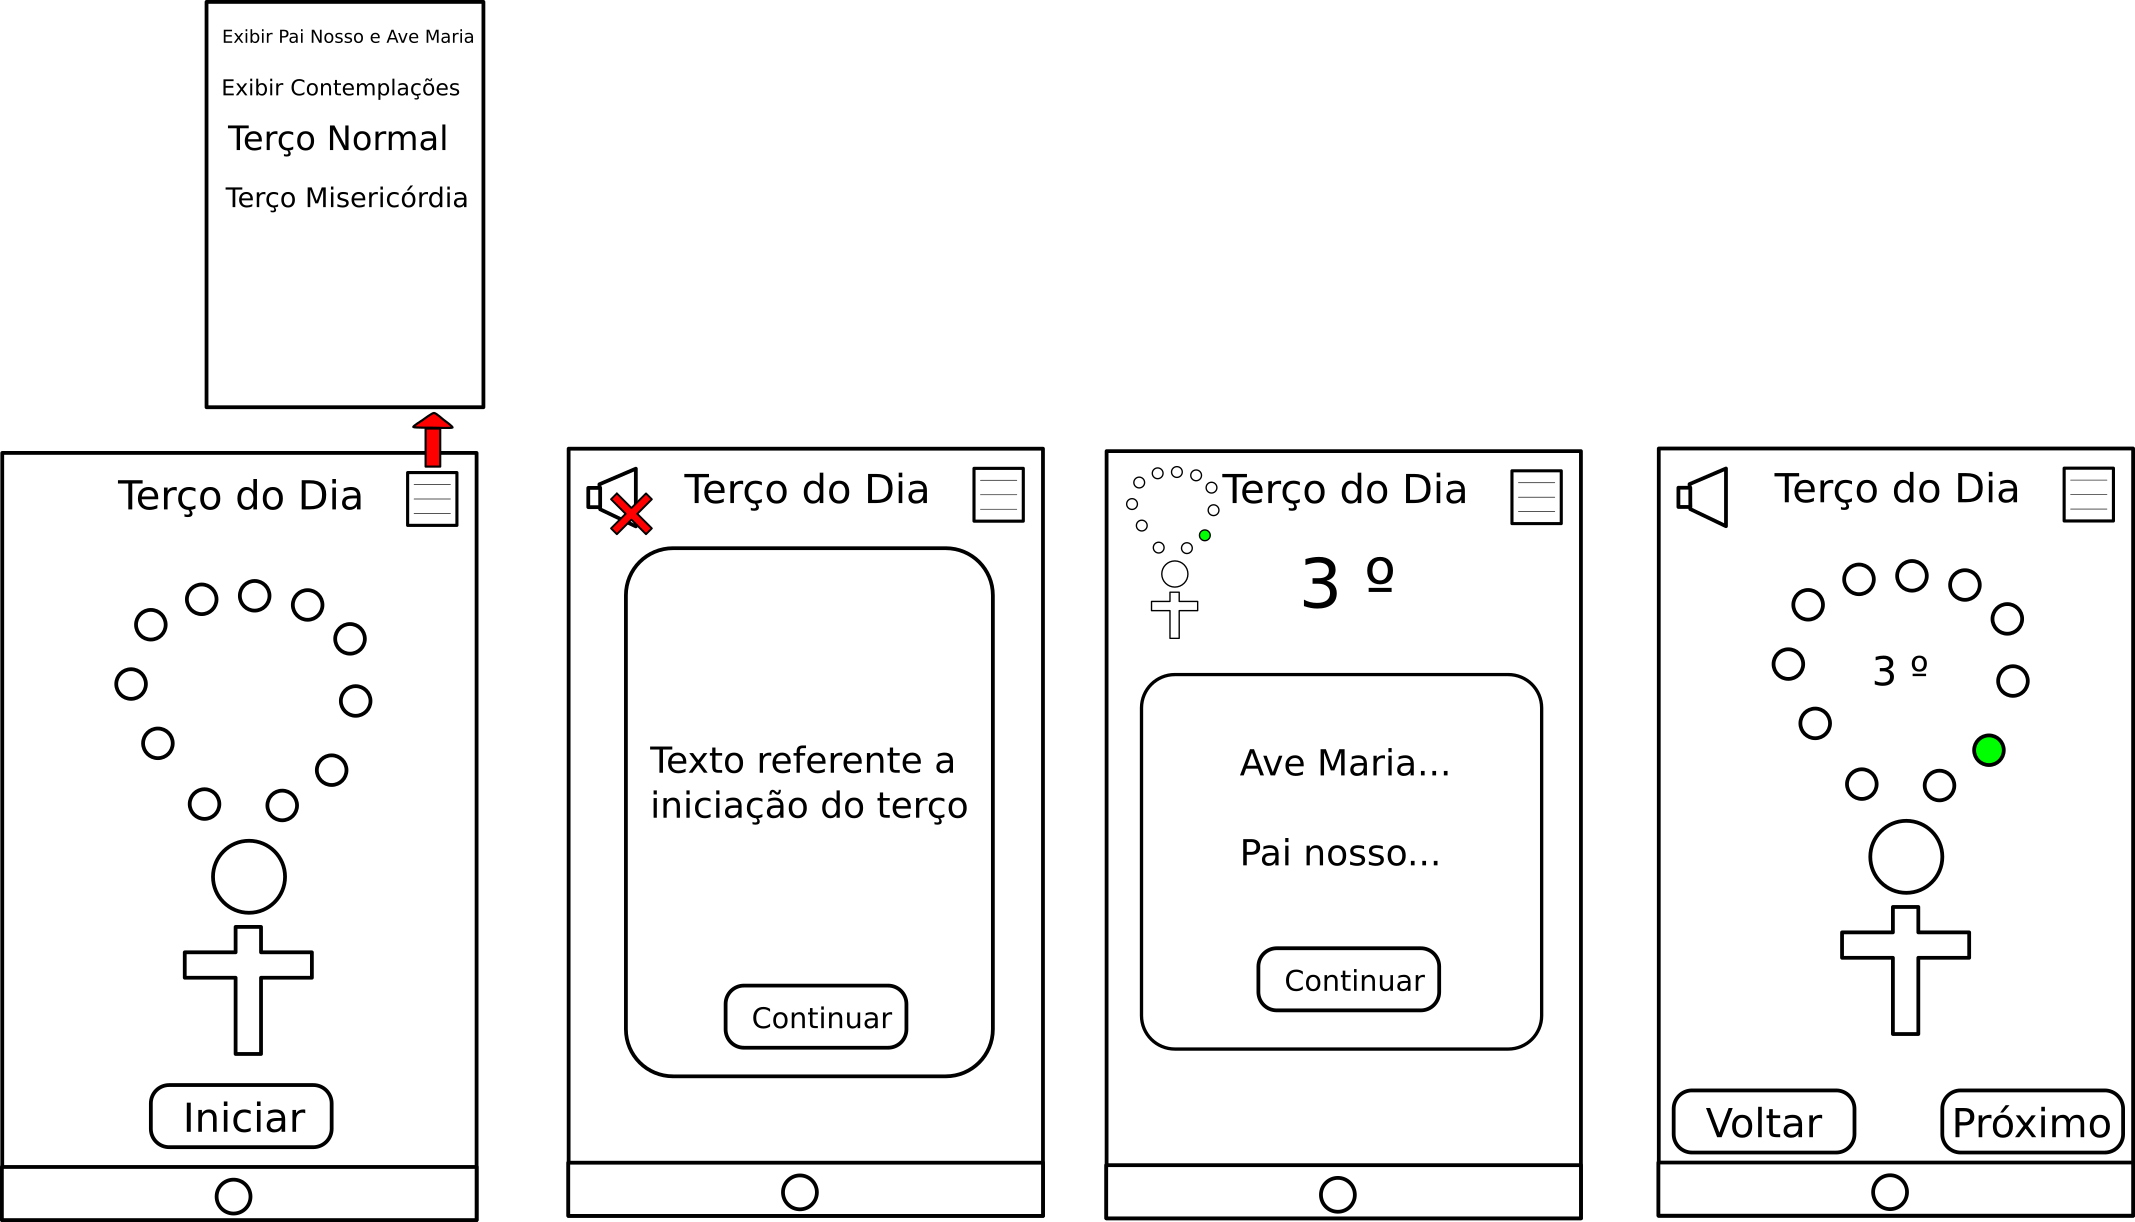 Exibir Pai Nosso e Ave Maria
Exibir Contemplações
Terço Normal
Terço Misericórdia
Terço do Dia
Iniciar
Terço do Dia
Texto referente a
iniciação do terço
Continuar
Terço do Dia
3 º
Ave Maria...
Pai nosso...
Continuar
Terço do Dia
3 º
Voltar
Próximo